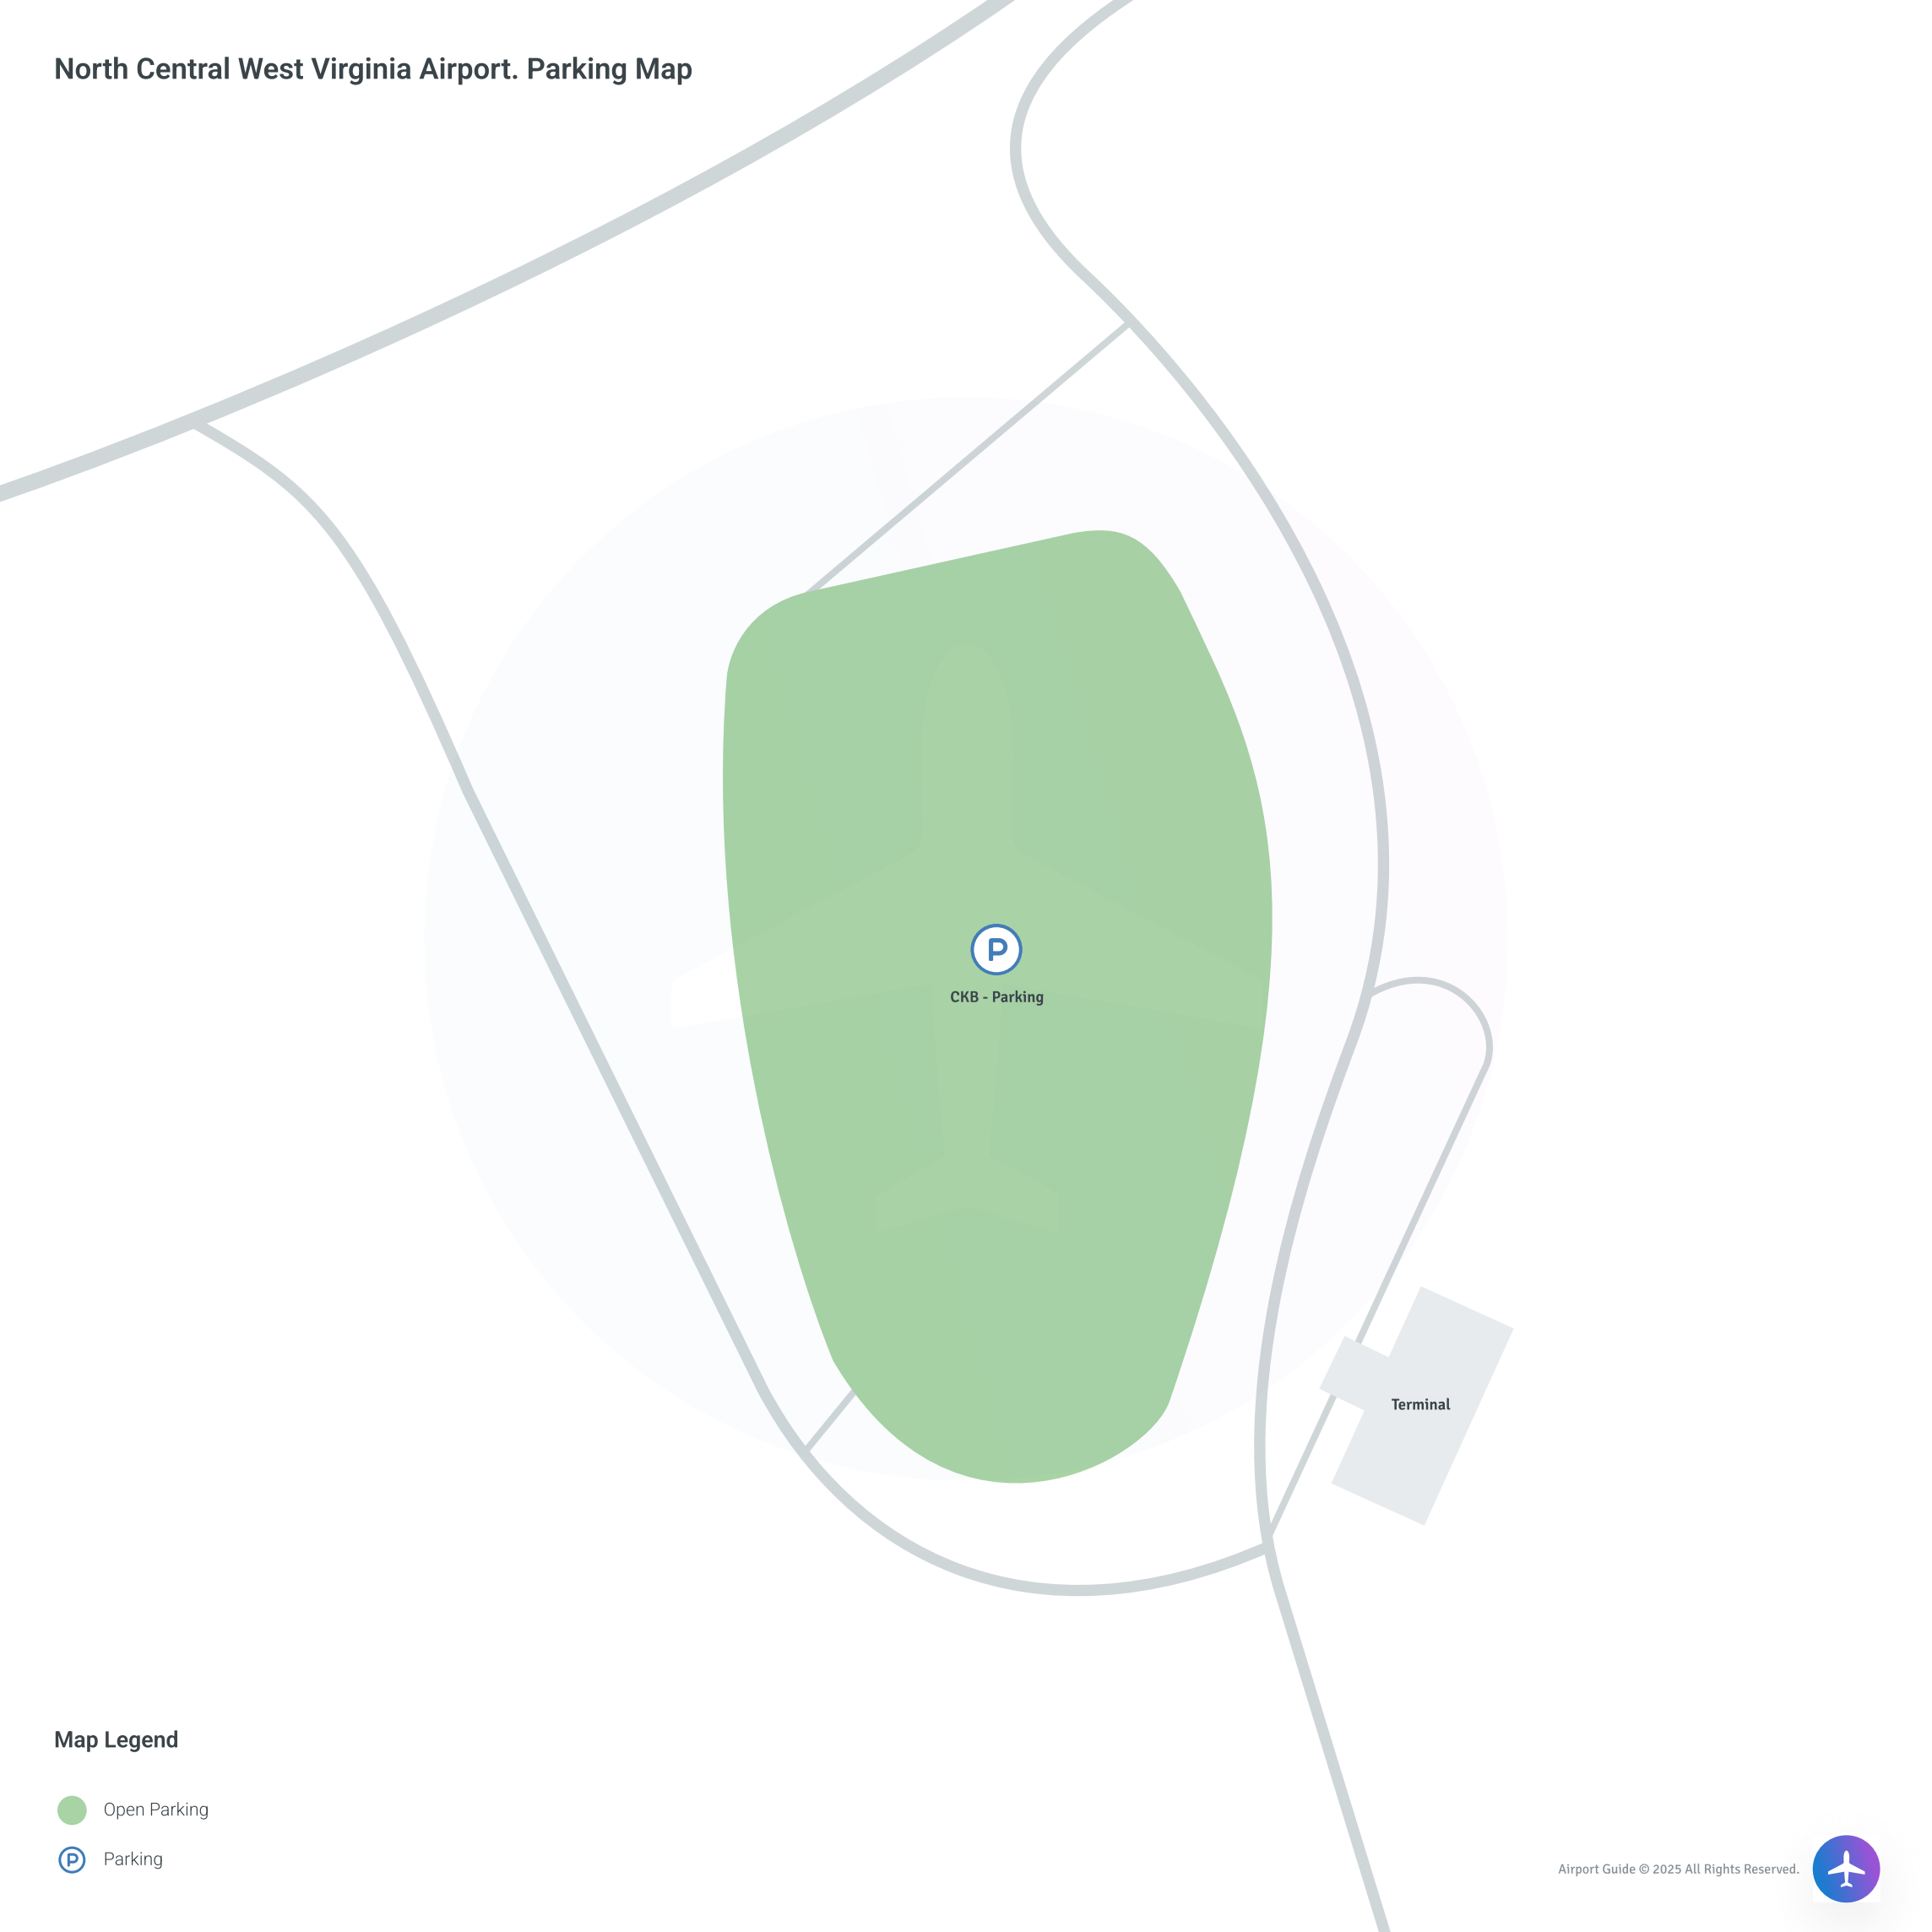 North Central West Virginia Airport. Parking Map
P
CKB - Parking
Terminal
Map Legend
Open Parking
P Parking
Airport Guide © 2025 All Rights Reserved.